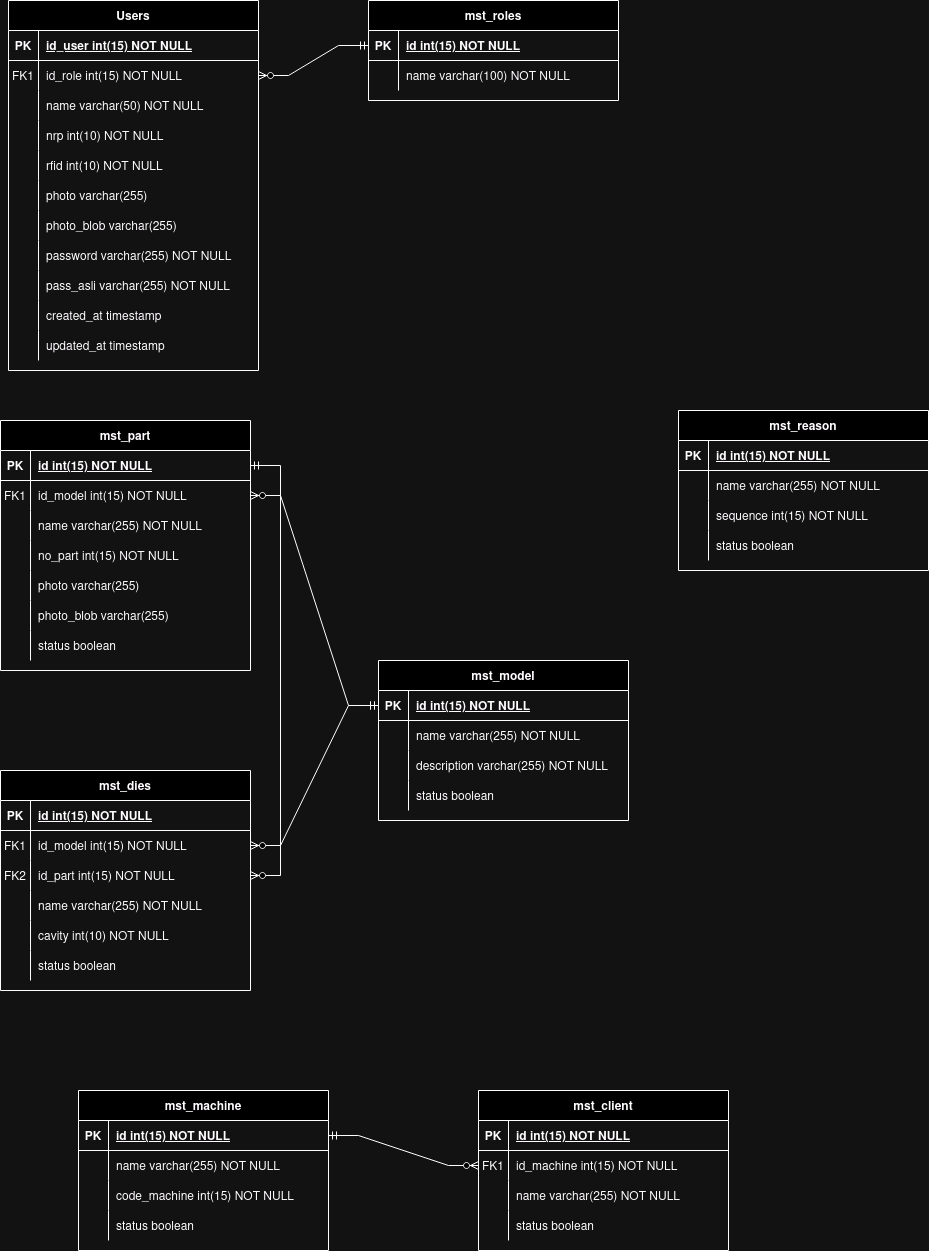 Users
PK id_user int(15) NOT NULL
FK1 id_role int(15) NOT NULL
name varchar(50) NOT NULL
nrp int(10) NOT NULL
rfid int(10) NOT NULL
photo varchar(255)
photo_blob varchar(255)
password varchar(255) NOT NULL
pass_asli varchar(255) NOT NULL
created_at timestamp
updated_at timestamp
mst_roles
PK id int(15) NOT NULL
name varchar(100) NOT NULL
mst_part
PK id int(15) NOT NULL
FK1 id_model int(15) NOT NULL
name varchar(255) NOT NULL
no_part int(15) NOT NULL
photo varchar(255)
photo_blob varchar(255)
status boolean
mst_reason
PK id int(15) NOT NULL
name varchar(255) NOT NULL
sequence int(15) NOT NULL
status boolean
mst_model
PK id int(15) NOT NULL
name varchar(255) NOT NULL
description varchar(255) NOT NULL
status boolean
mst_dies
PK id int(15) NOT NULL
FK1 id_model int(15) NOT NULL
FK2 id_part int(15) NOT NULL
name varchar(255) NOT NULL
cavity int(10) NOT NULL
status boolean
mst_machine
PK id int(15) NOT NULL
name varchar(255) NOT NULL
code_machine int(15) NOT NULL
status boolean
mst_client
PK id int(15) NOT NULL
FK1 id_machine int(15) NOT NULL
name varchar(255) NOT NULL
status boolean